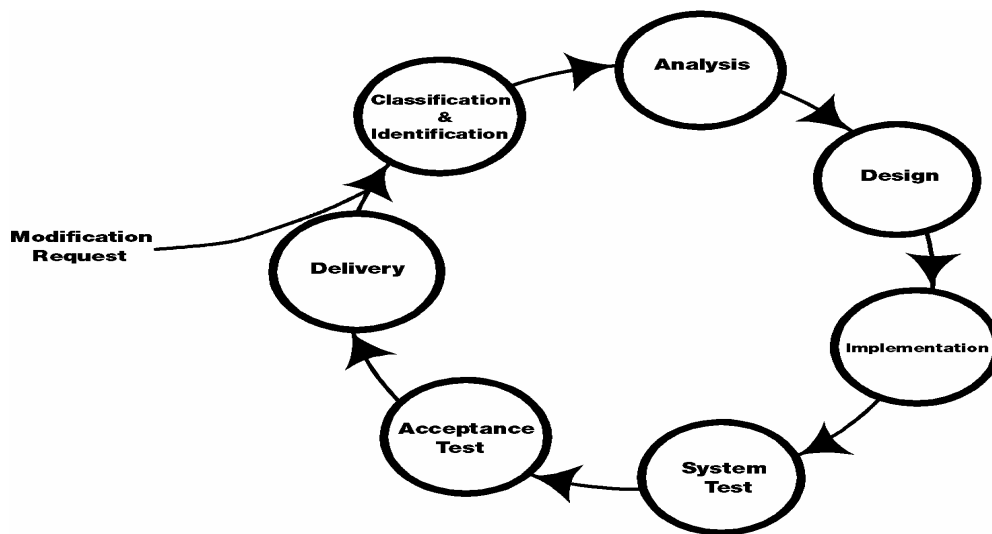 Analysis
Classification
&
Identification
Design
Modification
Request
Delivery
Implementation
Acceptance
Test
System
Test